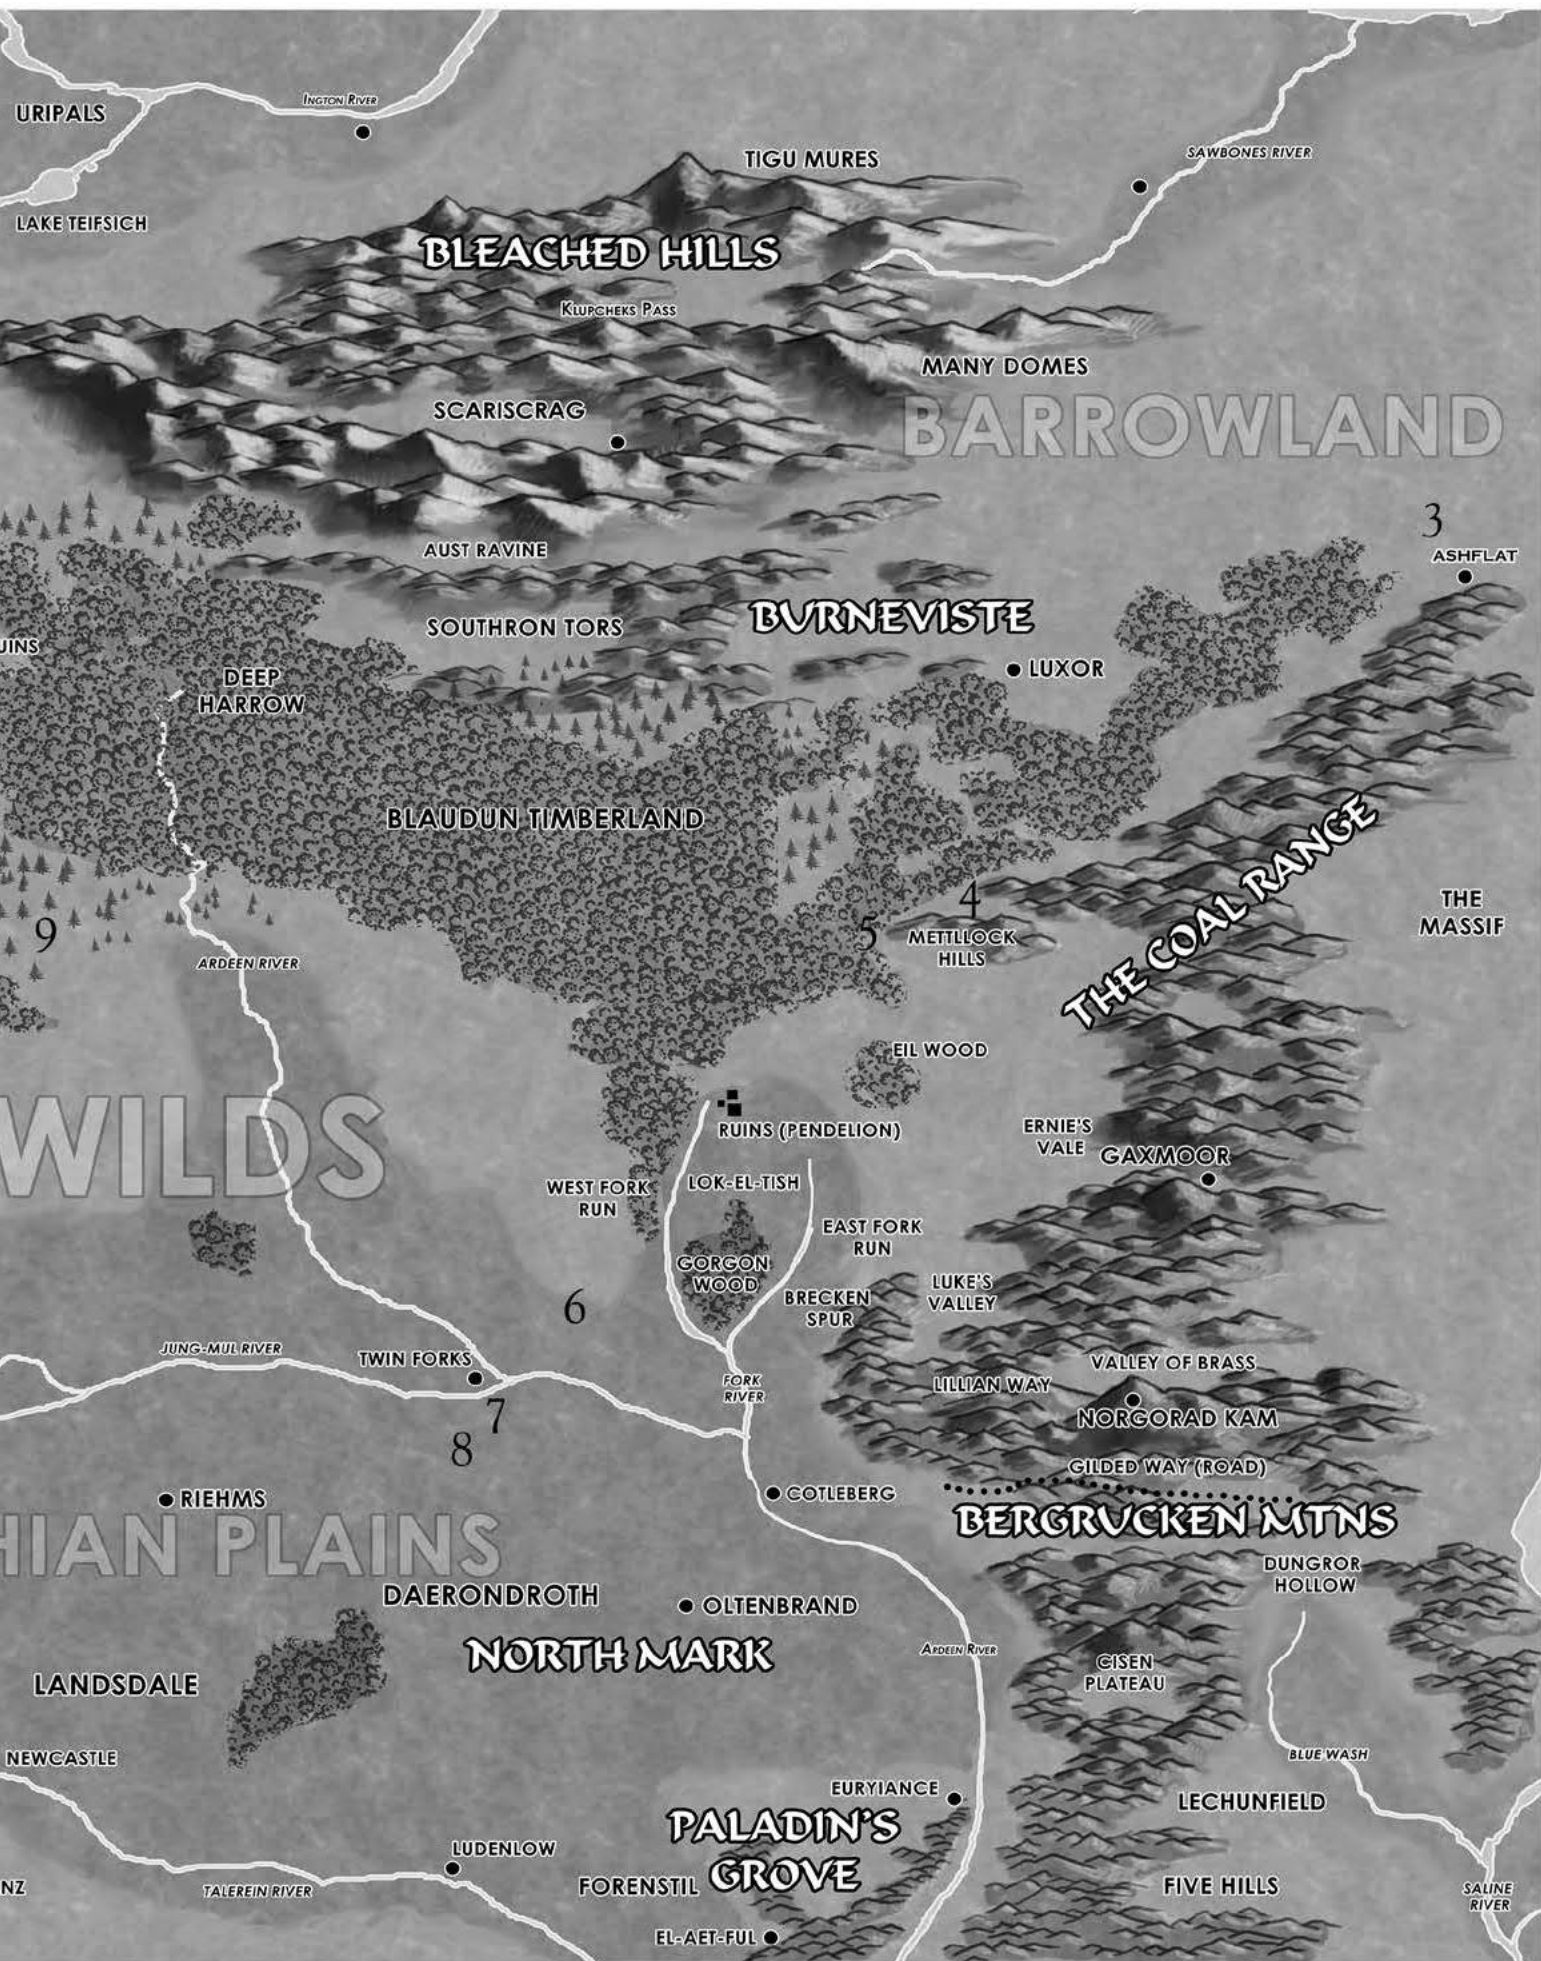 INGTON RIVER
URIPALS
SAWBONES RIVER
TIGU MURES
LAKE TEIFSICH
BLEACHED HILLS
KLUPCHEKS PASS
MANY DOMES
SCARISCRAG
BARROWLAND
3
ASHFLAT
AUST RAVINE
BURNEVISTE
SOUTHRON TORS
UINS
LUXOR
DEEP
HARROW
BLAUDUN TIMBERLAND
THE COAL RANGE
4
THE
MASSIF
9
5
METTLLOCK
HILLS
ARDEEN RIVER
EIL WOOD
WILDS
RUINS (PENDELION)
ERNIE'S
VALE
GAXMOOR
LOK-EL-TISH
WEST FORK
RUN
EAST FORK
RUN
GORGON
WOOD
LUKE'S
VALLEY
BRECKEN
SPUR
6
JUNG-MUL RIVER
TWIN FORKS
VALLEY OF BRASS
FORK
RIVER
LILLIAN WAY
NORGORAD KAM
7
8
GILDED WAY (ROAD)
RIEHMS
COTLEBERG
BERGRUCKEN MTNS
HIAN PLAINS
DUNGROR
HOLLOW
DAERONDROTH
OLTENBRAND
NORTH MARK
ARDEEN RIVER
CISEN
PLATEAU
LANDSDALE
NEWCASTLE
BLUE WASH
EURYIANCE
LECHUNFIELD
PALADIN'S
GROVE
LUDENLOW
FORENSTIL
FIVE HILLS
NZ
TALEREIN RIVER
SALINE
RIVER
EL-AET-FUL